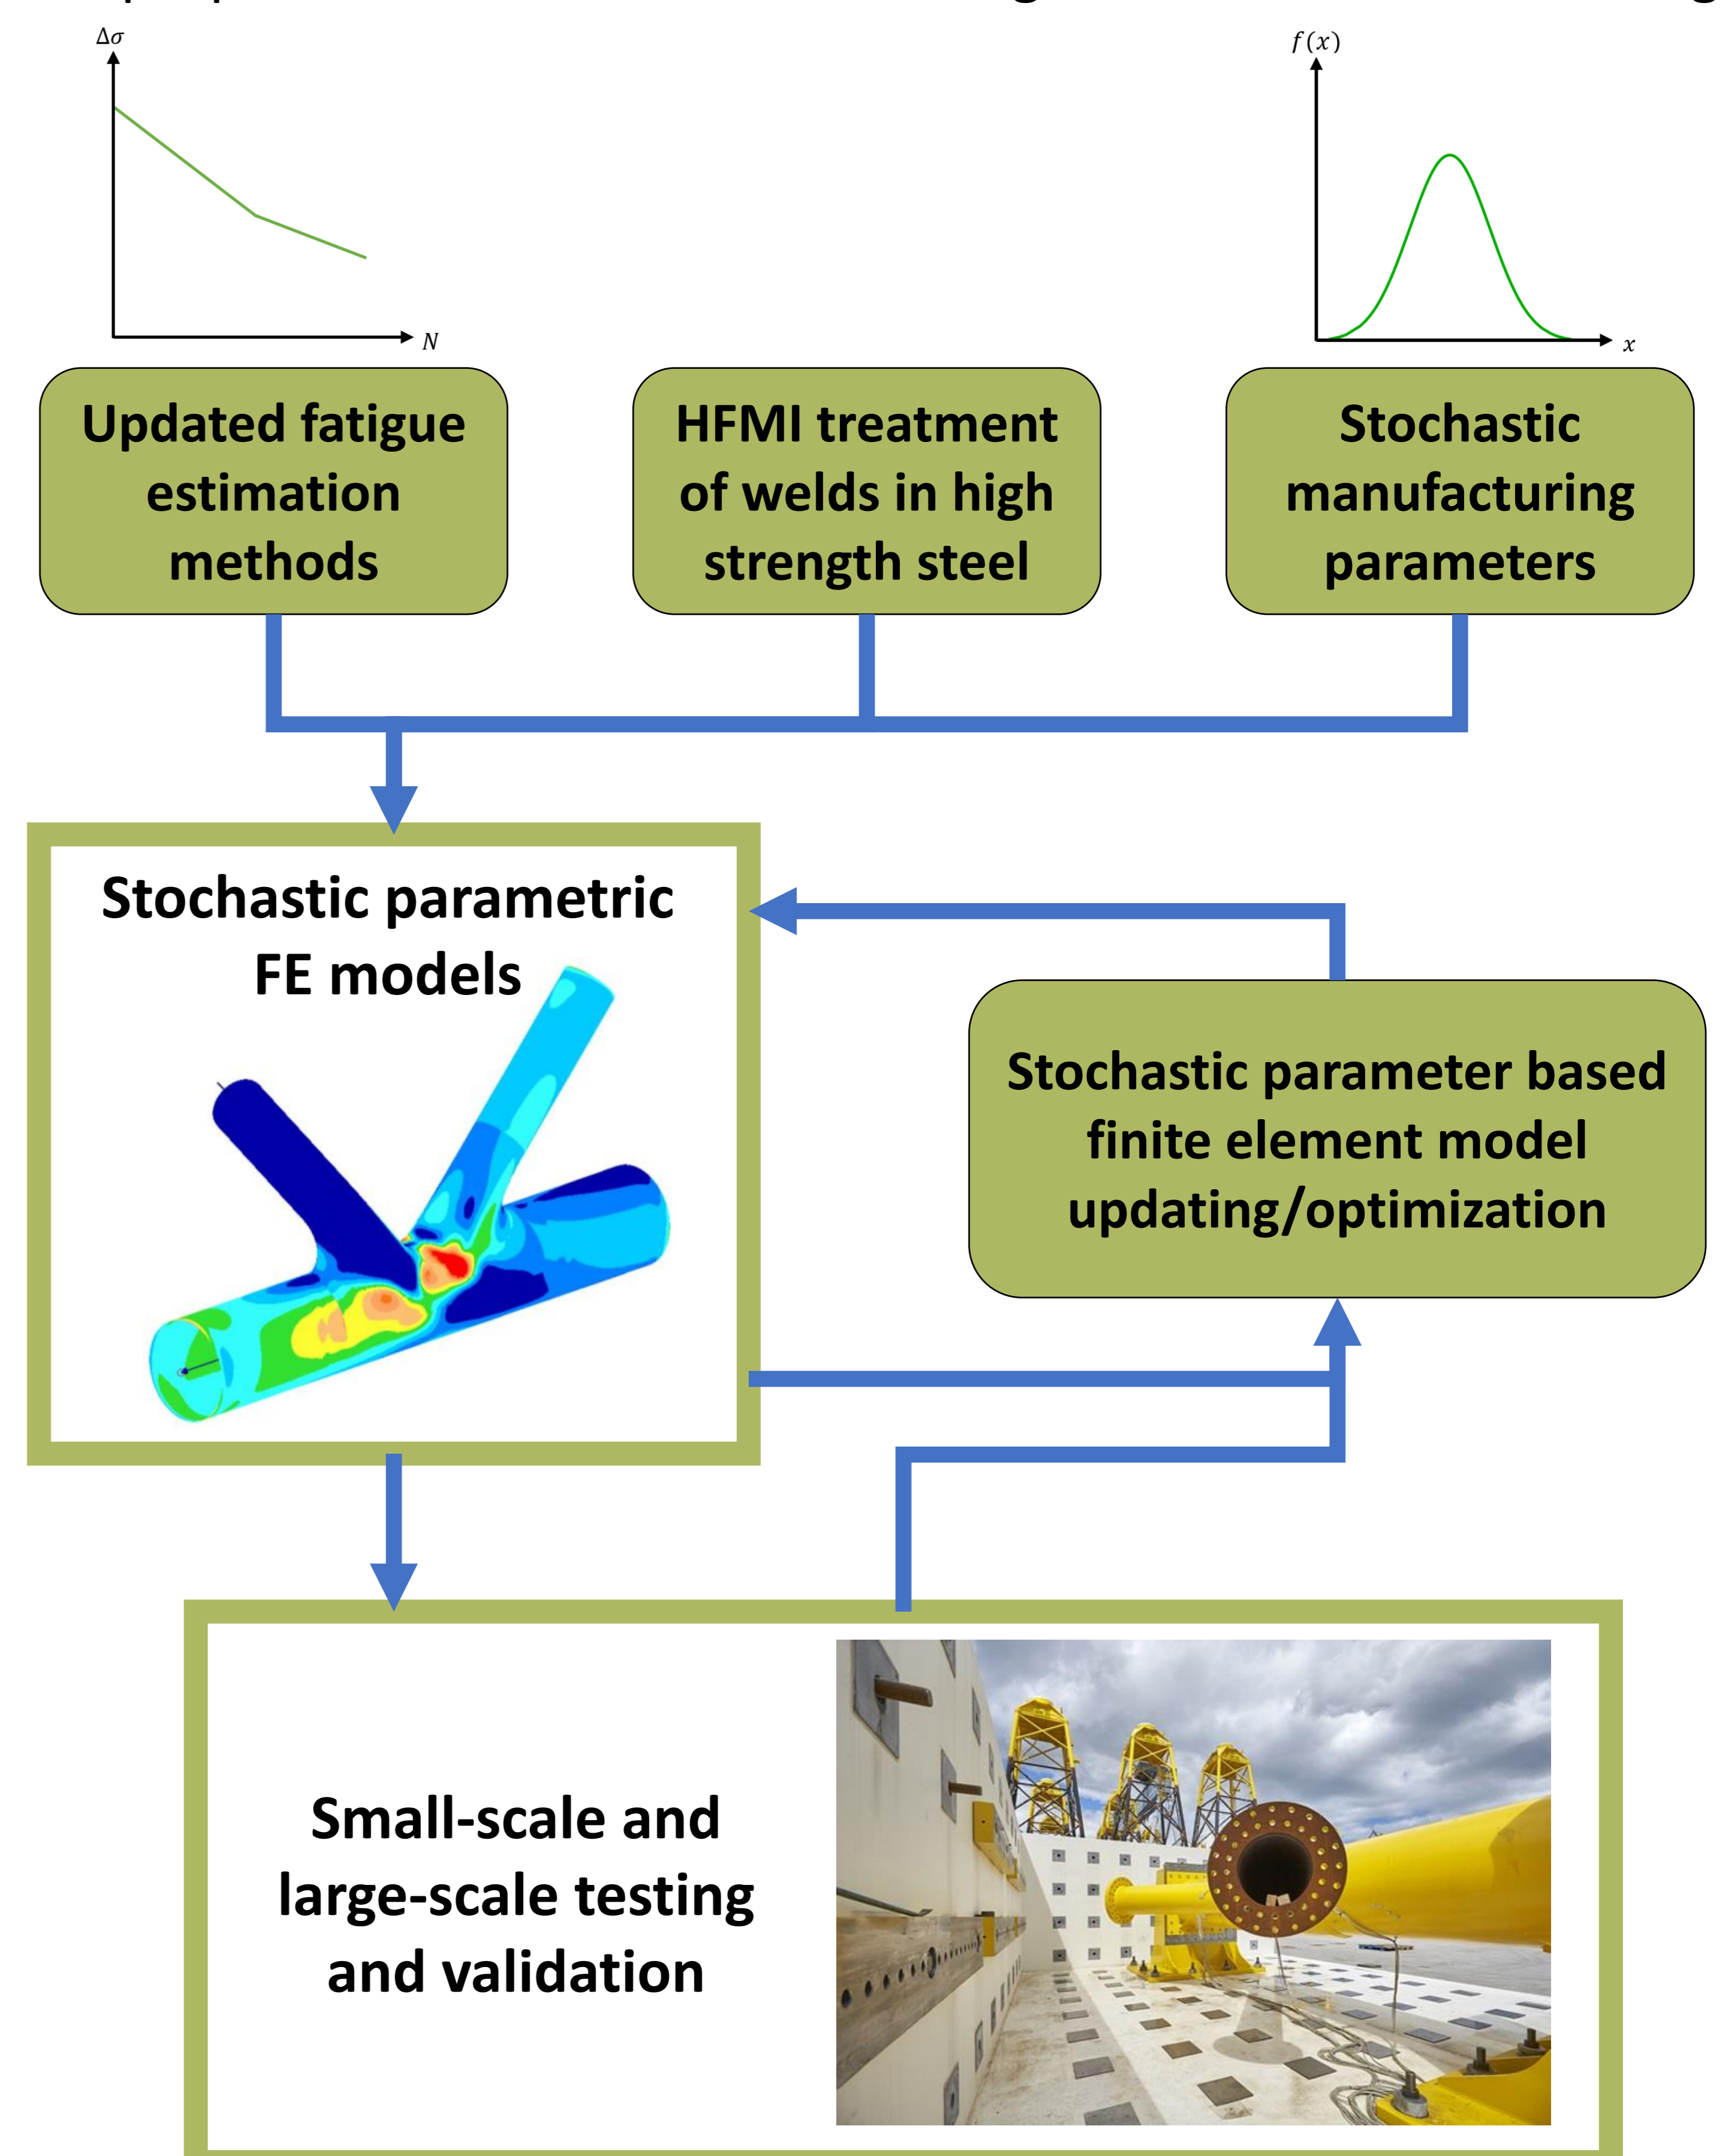 Δσ
f(x)
N
x
Updated fatigue
estimation
methods
HFMI treatment
of welds in high
strength steel
Stochastic
manufacturing
parameters
Stochastic parametric
FE models
Stochastic parameter based
finite element model
updating/optimization
Small-scale and
large-scale testing
and validation